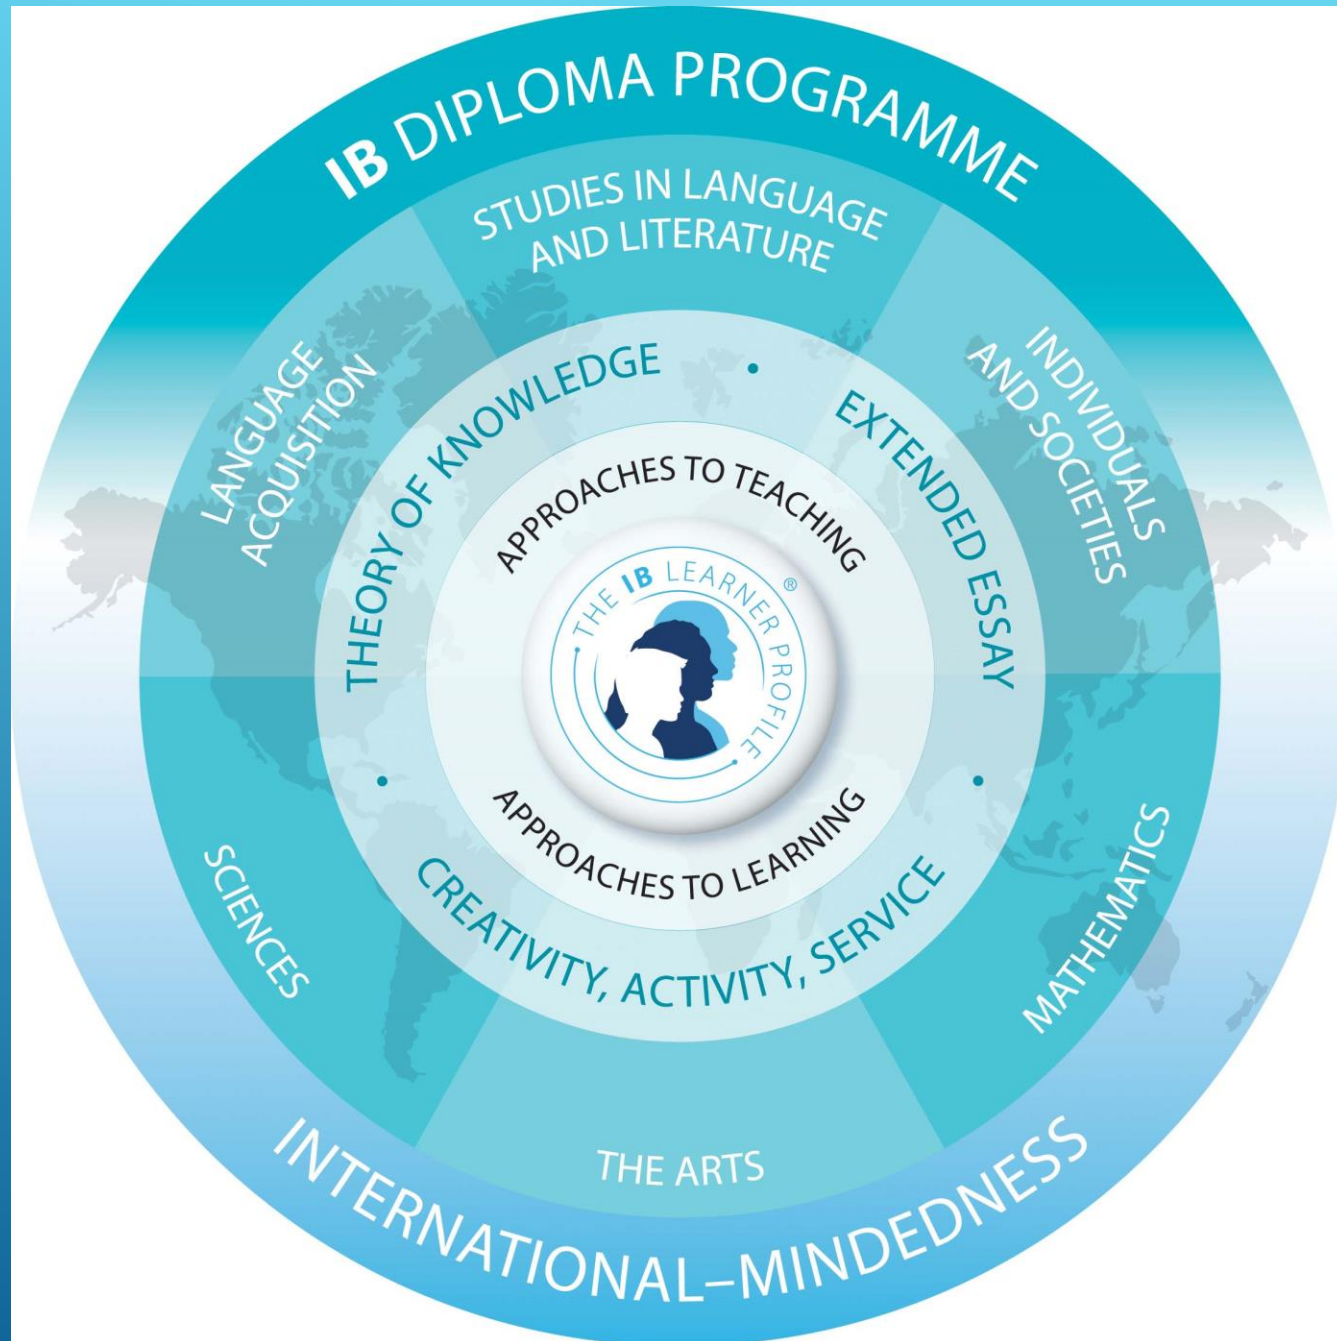 IB DIPLOMA PROGRAMME
STUDIES IN LANGUAGE
AND LITERATURE
LANGUAGE
ACQUISITION
INDIVIDUALS
AND SOCIETIES
THEORY OF KNOWLEDGE
•
EXTENDED ESSAY
APPROACHES TO TEACHING
THE IB LEARNER PROFILE
®
APPROACHES TO LEARNING
•
•
CREATIVITY, ACTIVITY, SERVICE
SCIENCES
MATHEMATICS
THE ARTS
INTERNATIONAL–MINDEDNESS